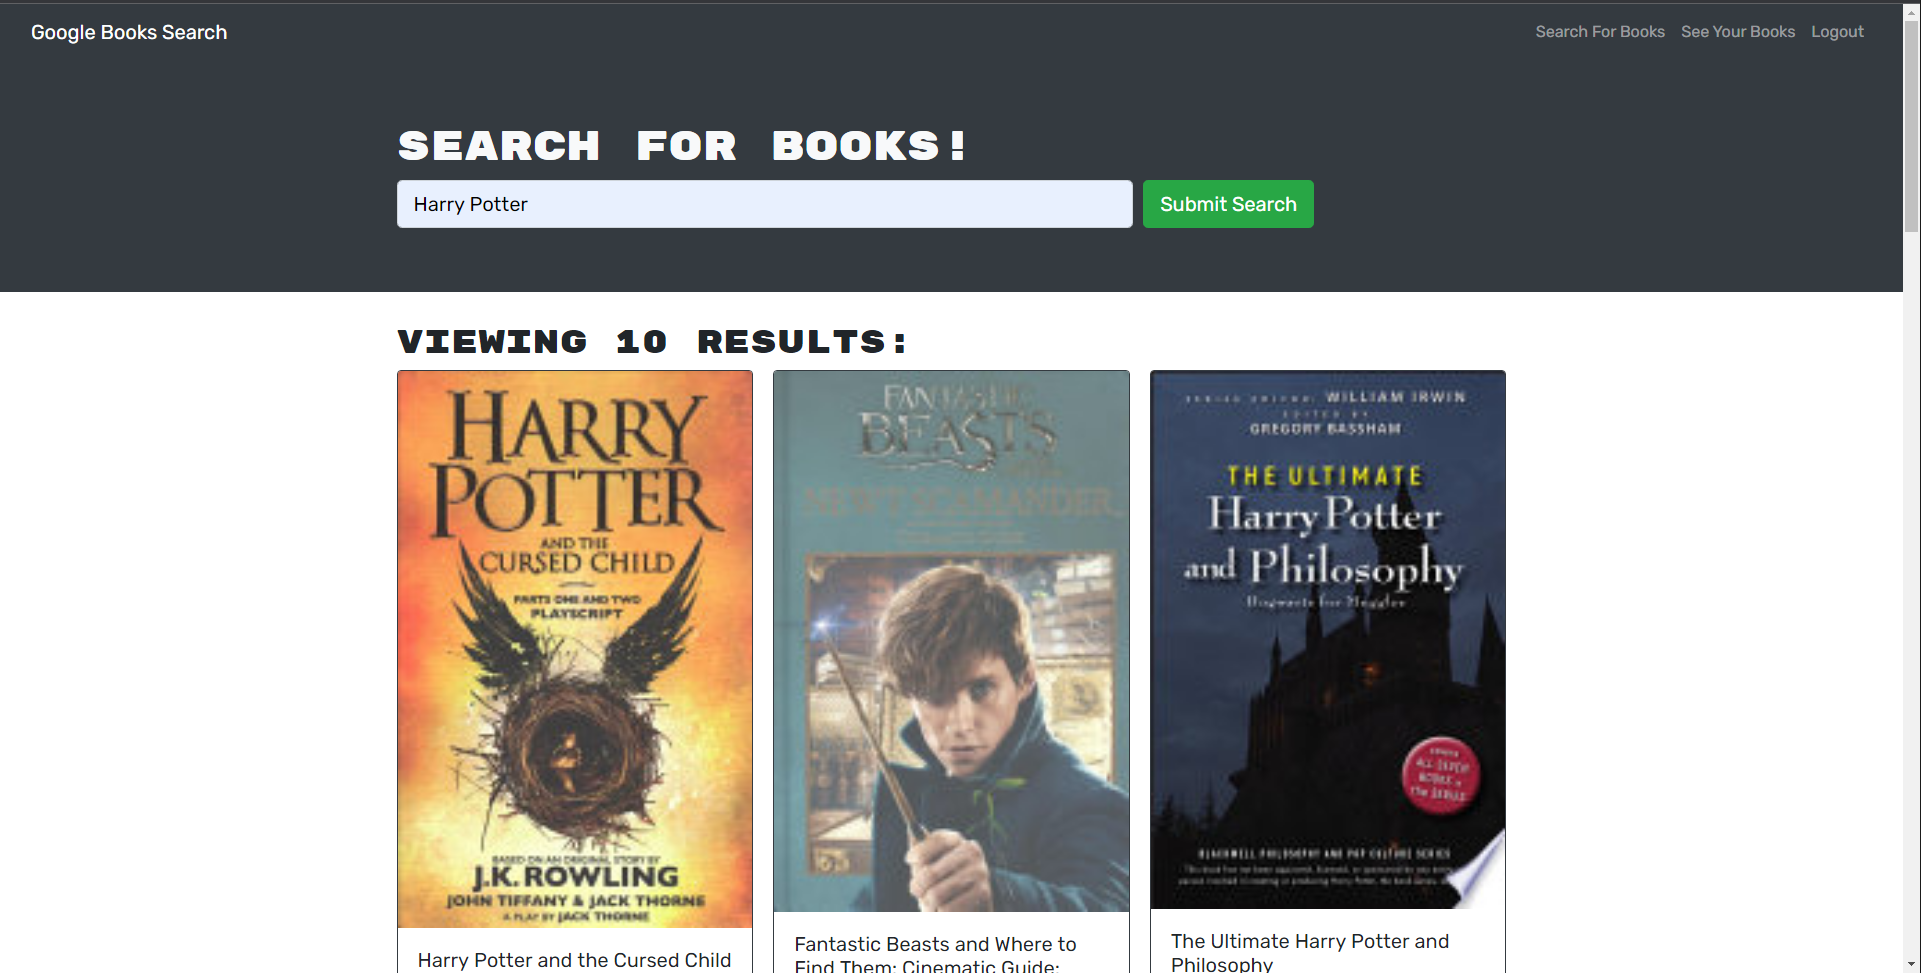 Google Books Search
Search For Books
See Your Books
Logout
SEARCH FOR BOOKS!
Harry Potter
Submit Search
VIEWING 10 RESULTS:
HARRY
POTTER
AND THE
CURSED CHILD
PARTS ONE AND TWO
PLAYSCRIPT
BASED ON AN ORIGINAL STORY BY
J.K. ROWLING
JOHN TIFFANY & JACK THORNE
A PLAY BY JACK THORNE
Harry Potter and the Cursed Child
FANTASTIC
BEASTS
NEWT SCAMANDER
Fantastic Beasts and Where to
Find Them: Cinematic Guide:
SERIES EDITOR: WILLIAM IRWIN
EDITED BY
GREGORY BASSHAM
THE ULTIMATE
Harry Potter
and Philosophy
Hogwarts for Muggles
ALL SEVEN
BOOKS
BLACKWELL PHILOSOPHY AND POP CULTURE SERIES
The Ultimate Harry Potter and
Philosophy